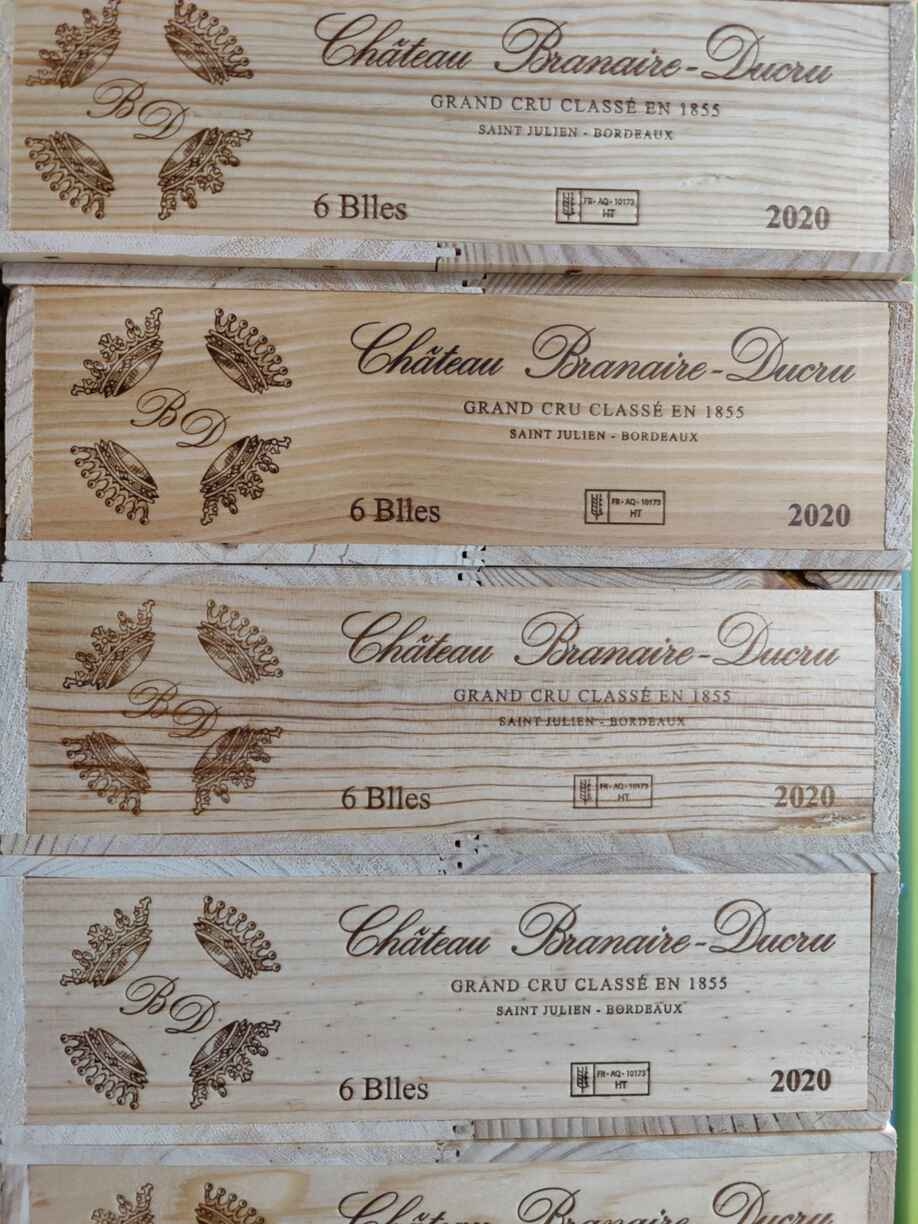 Château Branaire-Ducru
BD
GRAND CRU CLASSÉ EN 1855
SAINT JULIEN - BORDEAUX
6 Blles
FR-AQ-10173
HT
2020
Château Branaire-Ducru
BD
GRAND CRU CLASSÉ EN 1855
SAINT JULIEN - BORDEAUX
6 Blles
FR-AQ-10173
HT
2020
Château Branaire-Ducru
BD
GRAND CRU CLASSÉ EN 1855
SAINT JULIEN - BORDEAUX
6 Blles
FR-AQ-10173
HT
2020
Château Branaire-Ducru
BD
GRAND CRU CLASSÉ EN 1855
SAINT JULIEN - BORDEAUX
6 Blles
FR-AQ-10173
HT
2020
Château Branaire-Ducru